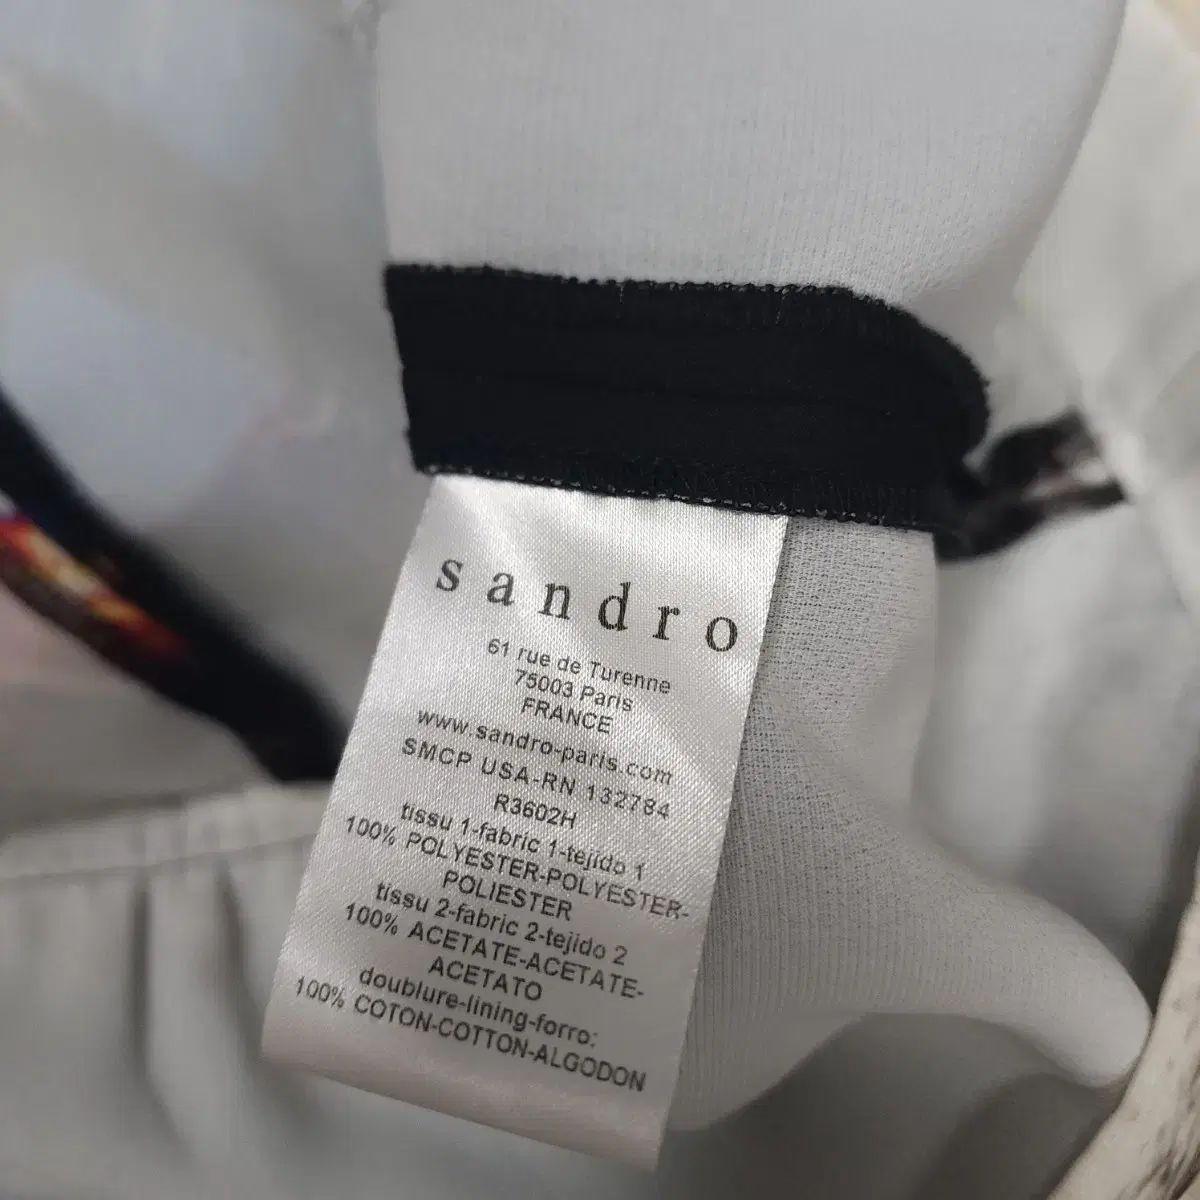 sandro
61 rue de Turenne
75003 Paris
FRANCE
www.sandro-paris.com
SMCP USA-RN 132784
R3602H
tissu 1-fabric 1-tejido 1
100% POLYESTER-POLYESTER-
POLIESTER
tissu 2-fabric 2-tejido 2
100% ACETATE-ACETATE-
ACETATO
doublure-lining-forro:
100% COTON-COTTON-ALGODON